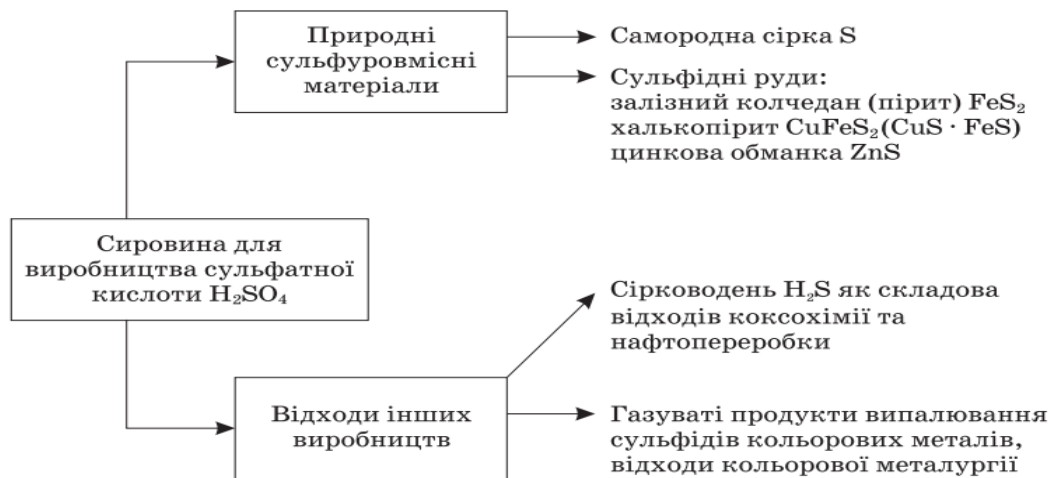 Природні
сульфуровмісні
матеріали
Самородна сірка S
Сульфідні руди:
залізний колчедан (пірит) FeS₂
халькопірит CuFeS₂(CuS · FeS)
цинкова обманка ZnS
Сировина для
виробництва сульфатної
кислоти H₂SO₄
Сірководень H₂S як складова
відходів коксохімії та
нафтопереробки
Відходи інших
виробництв
Газуваті продукти випалювання
сульфідів кольорових металів,
відходи кольорової металургії